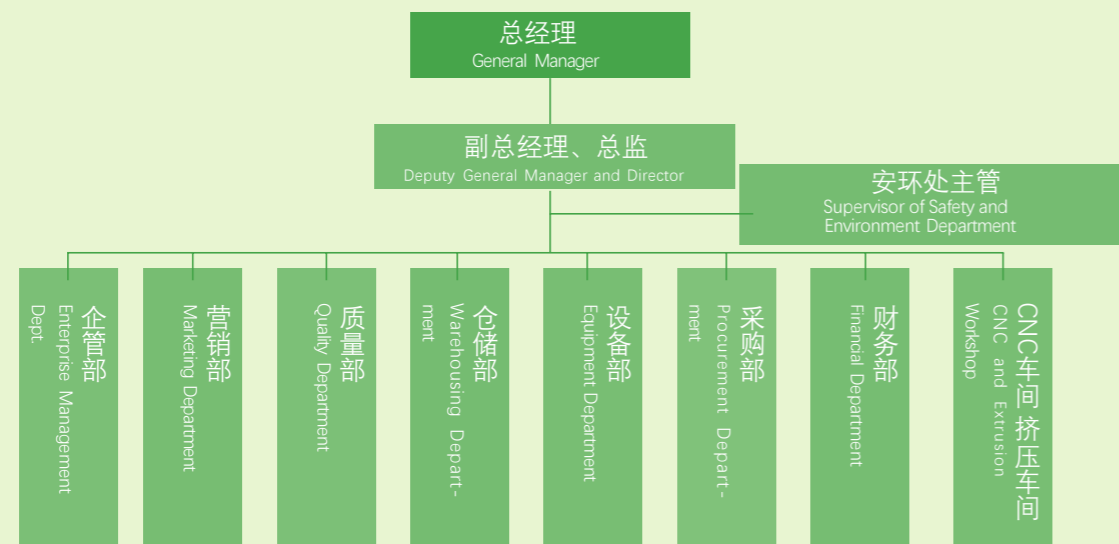 总经理
General Manager
副总经理、总监
Deputy General Manager and Director
安环处主管
Supervisor of Safety and
Environment Department
企管部
Enterprise Management
Dept.
营销部
Marketing Department
质量部
Quality Department
仓储部
Warehousing Depart-
ment
设备部
Equipment Department
采购部
Procurement Depart-
ment
财务部
Financial Department
CNC车间 挤压车间
CNC and Extrusion
Workshop